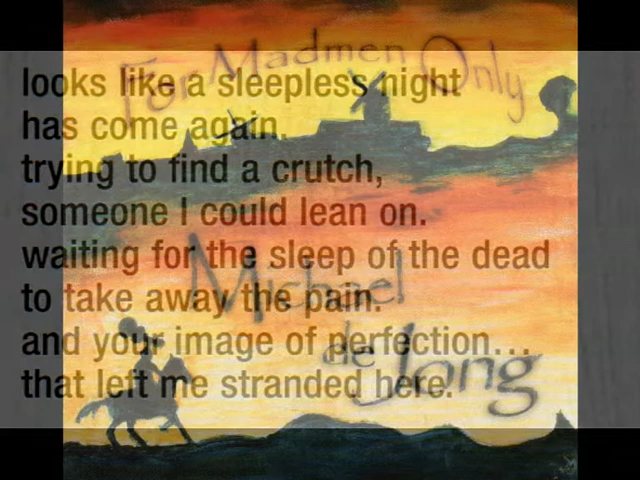 For Madmen Only
looks like a sleepless night
has come again.
trying to find a crutch,
someone I could lean on.
waiting for the sleep of the dead
to take away the pain.
and your image of perfection…
that left me stranded here.
Michael
de Jong